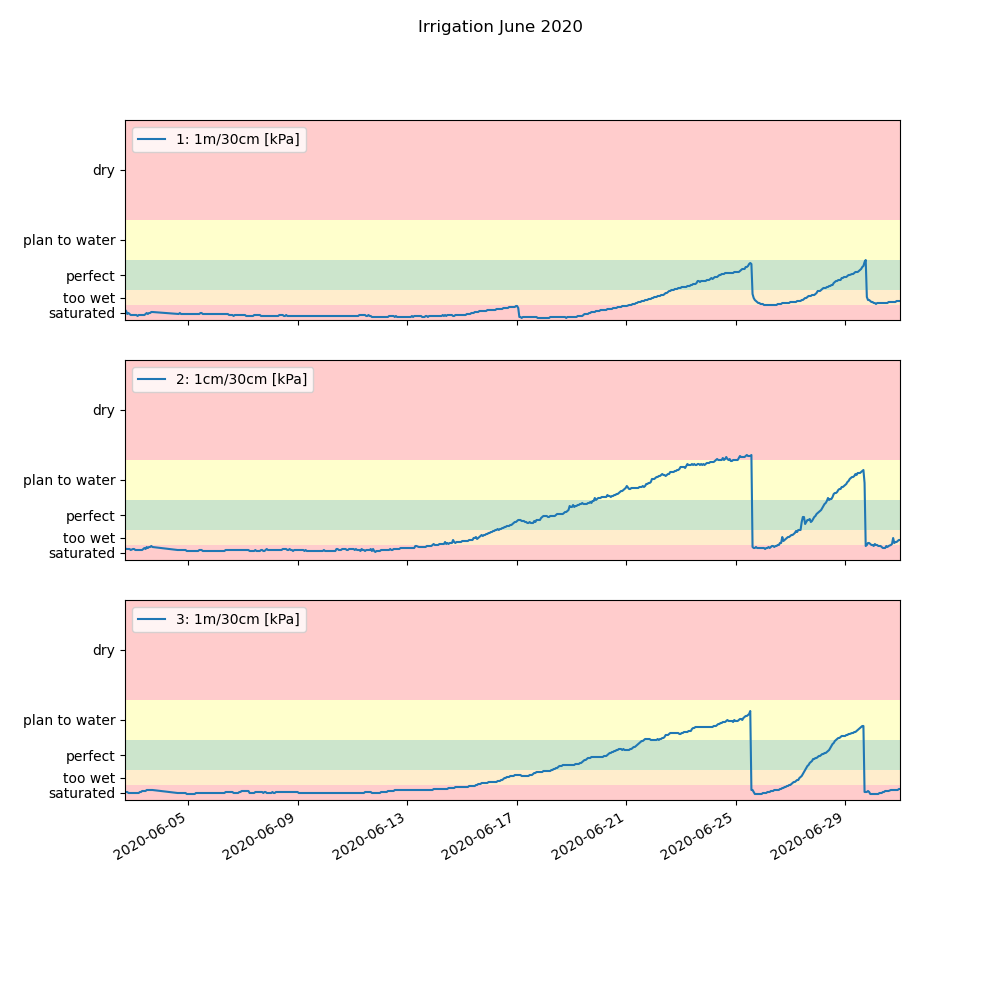 Irrigation June 2020
1: 1m/30cm [kPa]
dry
plan to water
perfect
too wet
saturated
2: 1cm/30cm [kPa]
dry
plan to water
perfect
too wet
saturated
3: 1m/30cm [kPa]
dry
plan to water
perfect
too wet
saturated
2020-06-05
2020-06-09
2020-06-13
2020-06-17
2020-06-21
2020-06-25
2020-06-29